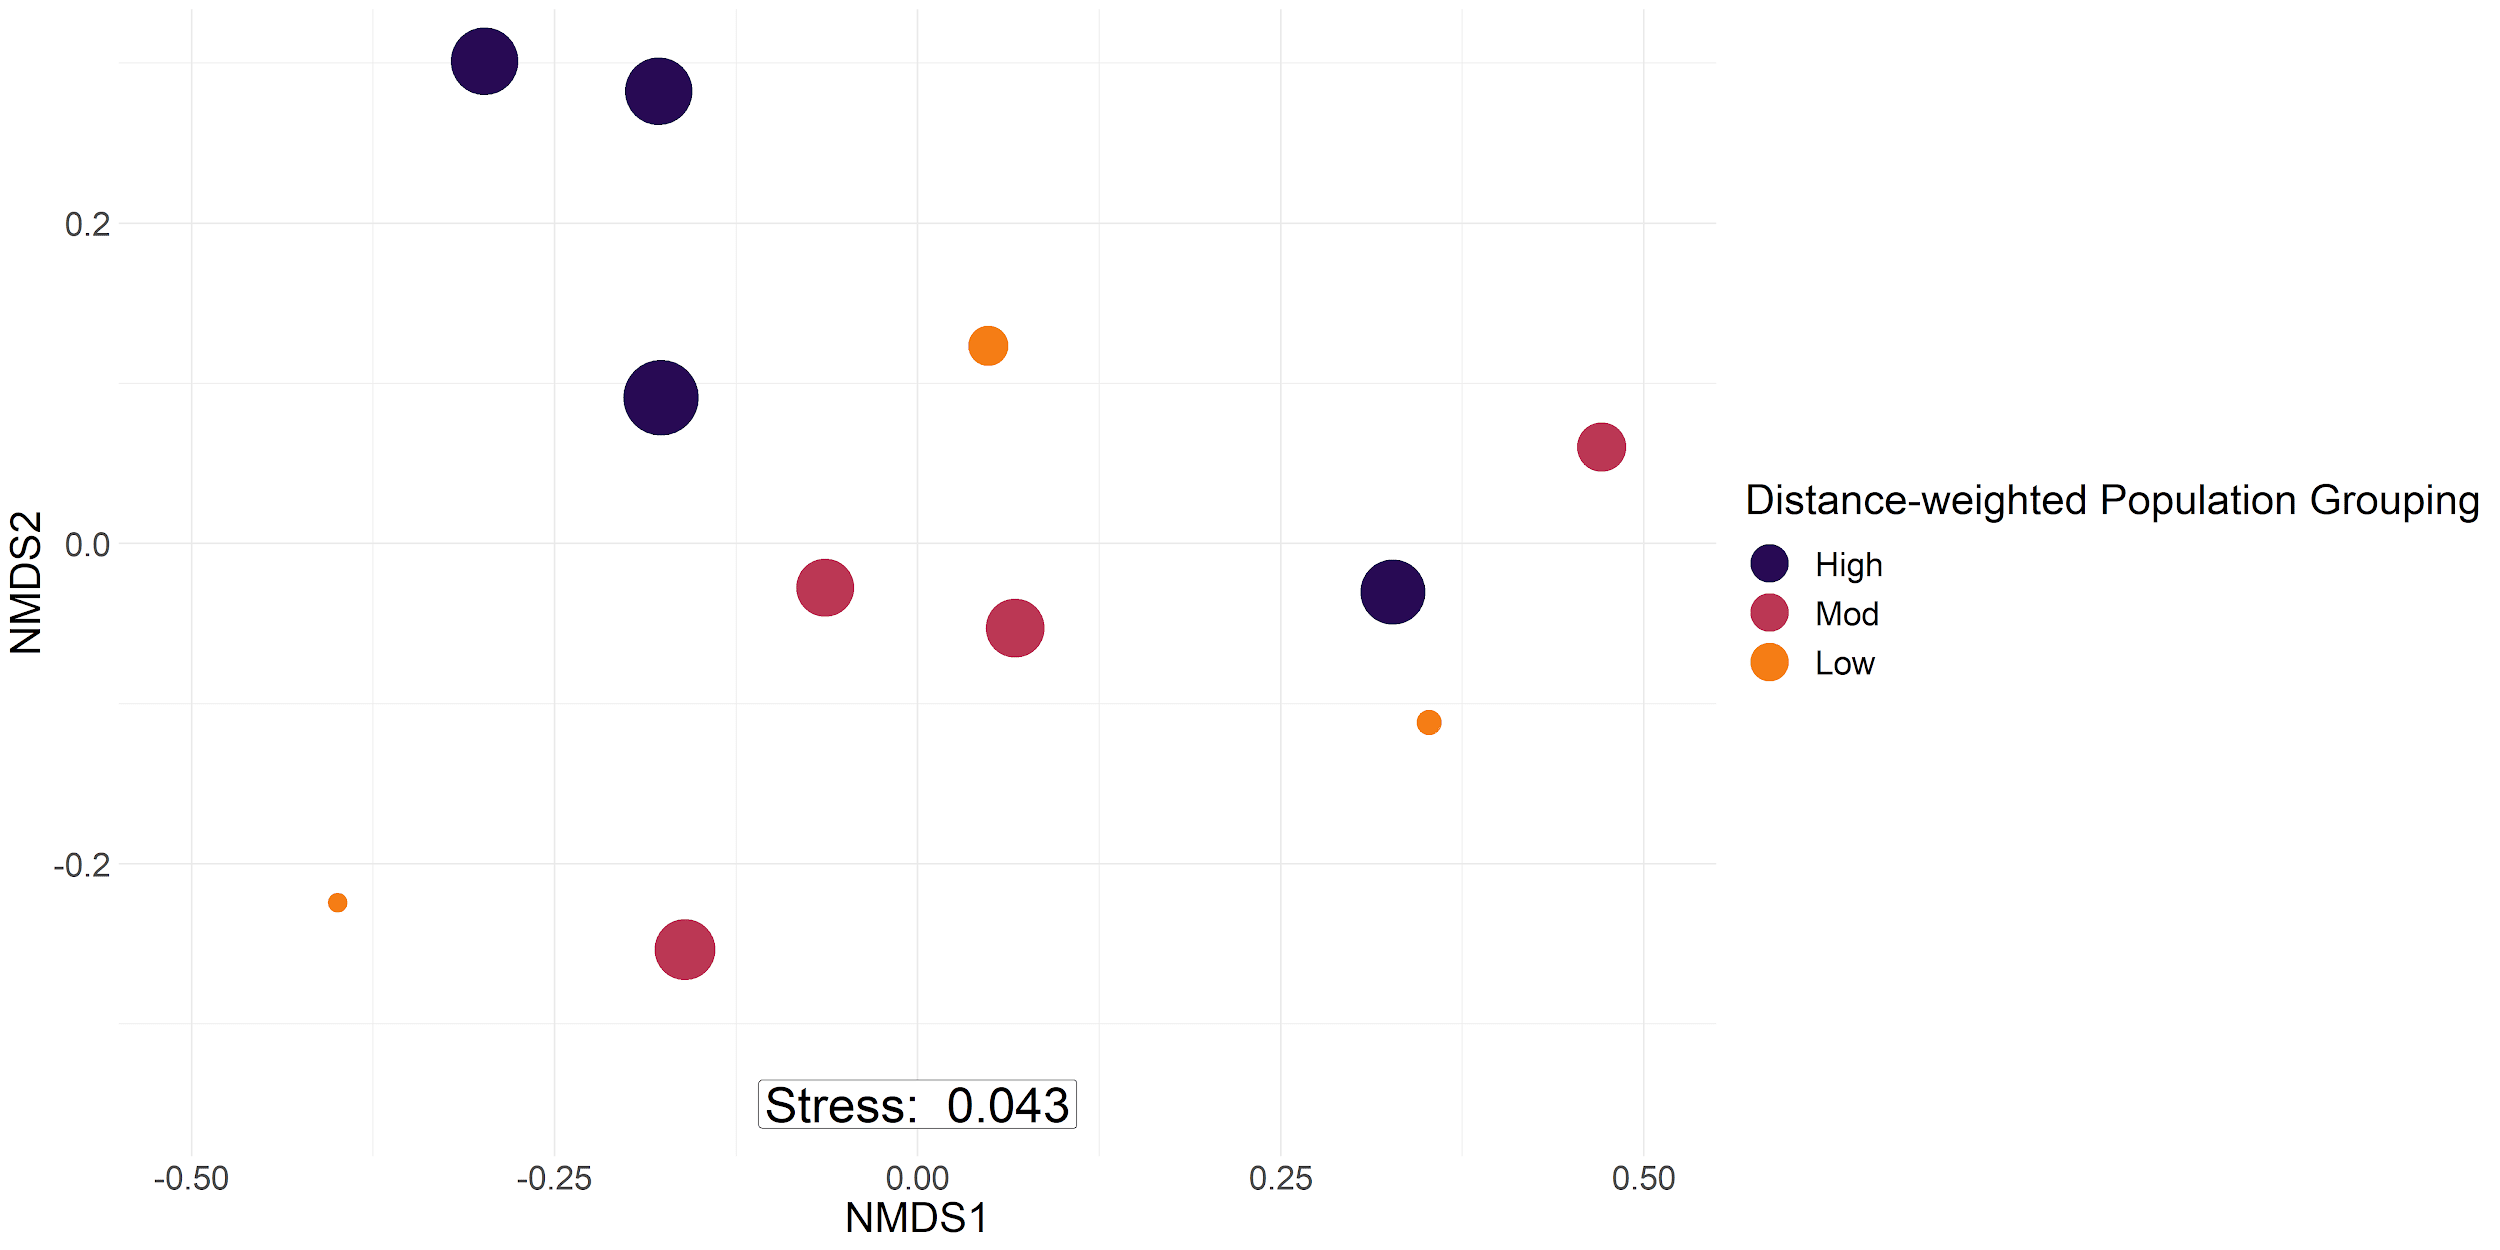 0.2
0.0
-0.2
NMDS2
-0.50
-0.25
0.00
0.25
0.50
NMDS1
Stress:  0.043
Distance-weighted Population Grouping
High
Mod
Low